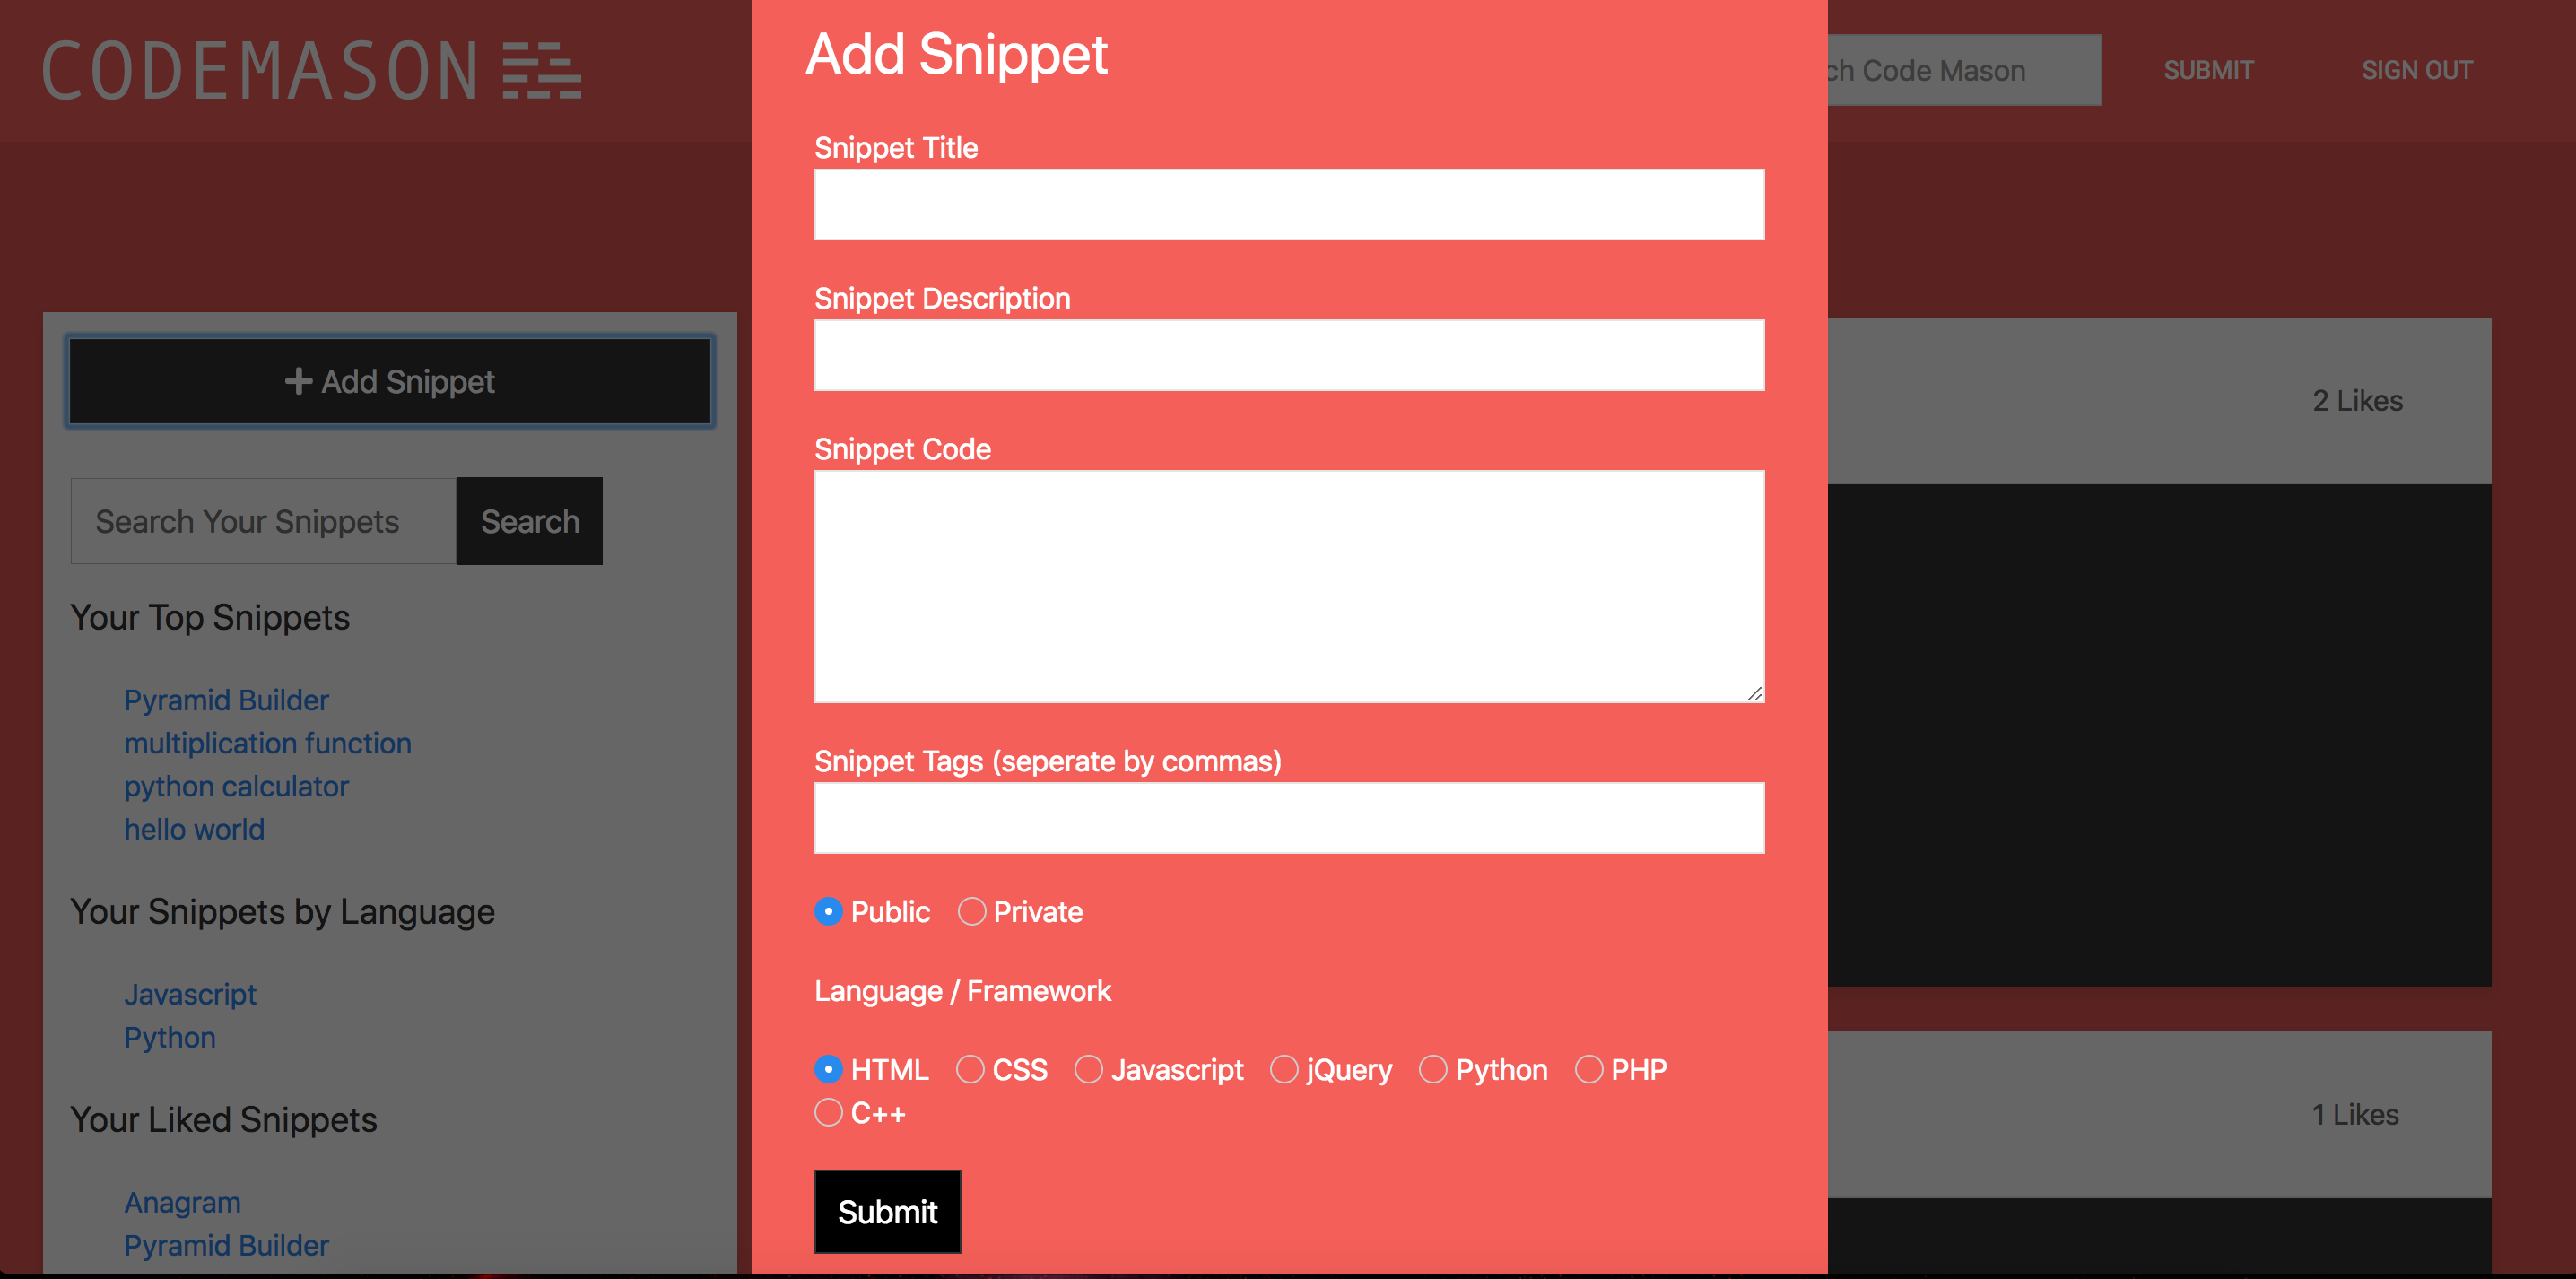 CODEMASON
Add Snippet
ch Code Mason
SUBMIT
SIGN OUT
Add Snippet
Search Your Snippets
Search
Your Top Snippets
Pyramid Builder
multiplication function
python calculator
hello world
Your Snippets by Language
Javascript
Python
Your Liked Snippets
Anagram
Pyramid Builder
Snippet Title
Snippet Description
Snippet Code
Snippet Tags (seperate by commas)
Public Private
Language / Framework
HTML CSS Javascript jQuery Python PHP
C++
Submit
2 Likes
1 Likes